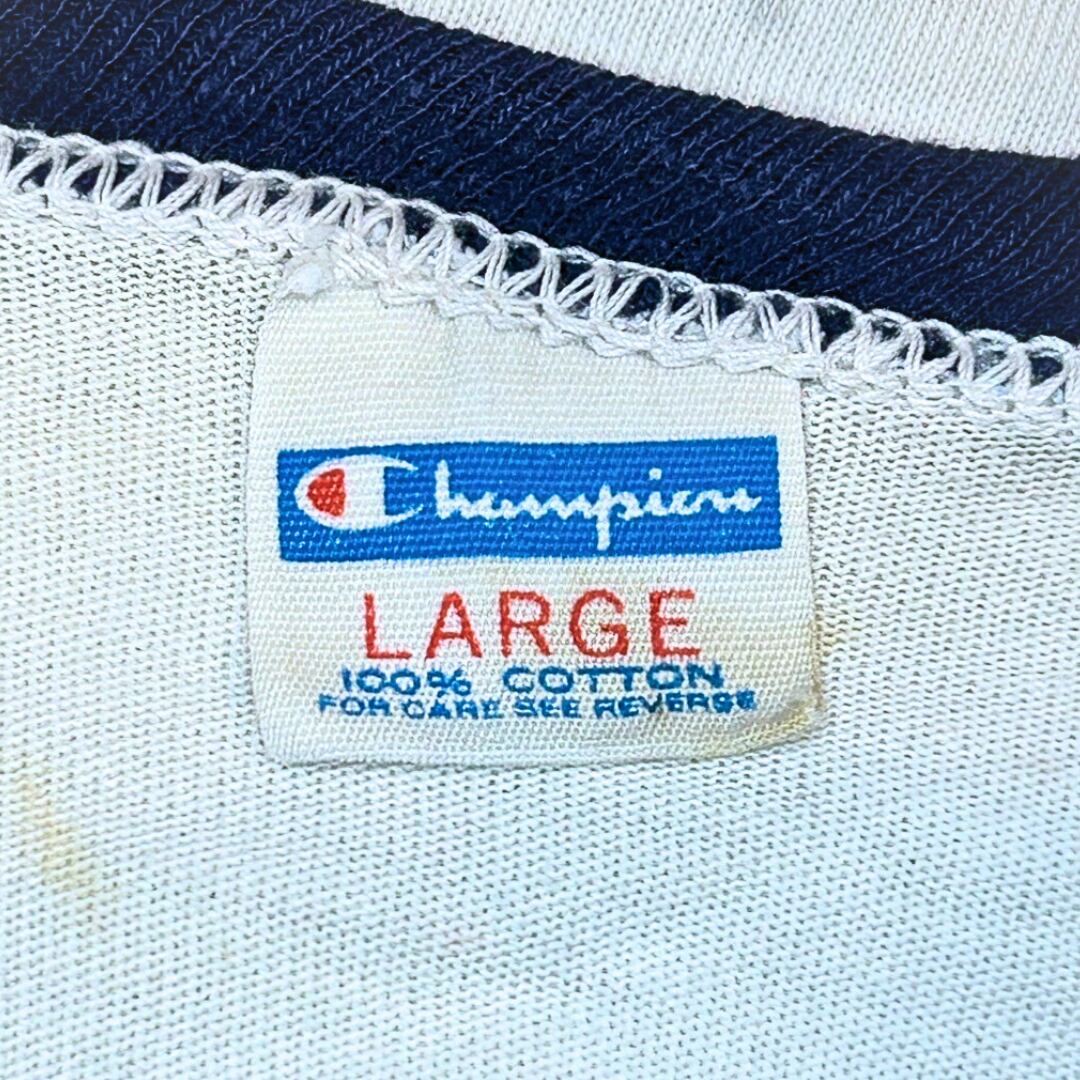 Champion
LARGE
100% COTTON
FOR CARE SEE REVERSE